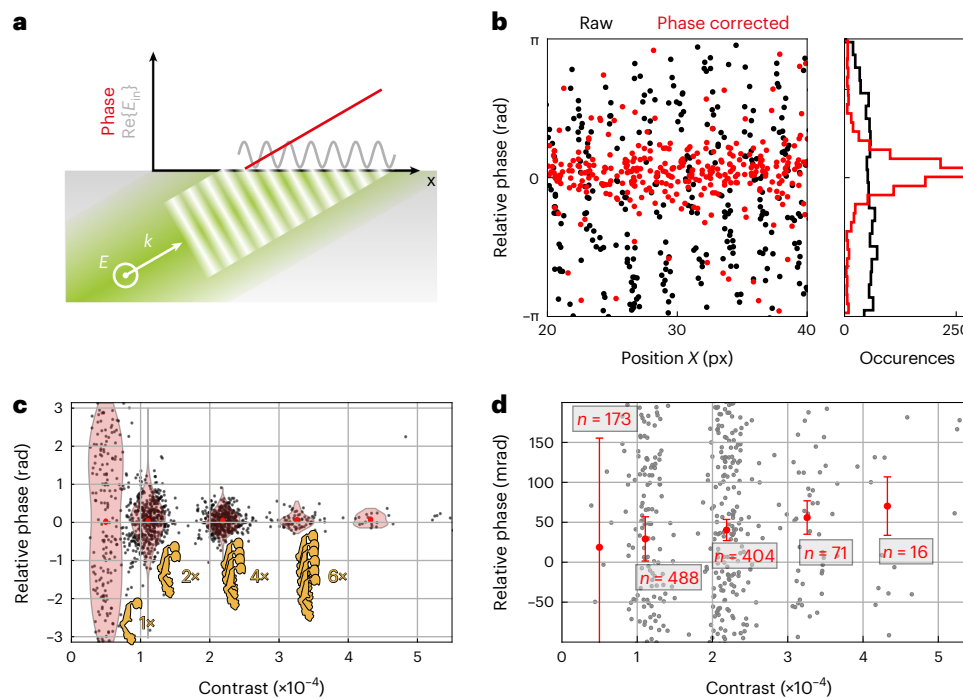 a
Phase
Re{E_in}
x
k
E
b
Raw
Phase corrected
Relative phase (rad)
π
0
−π
20
30
40
Position X (px)
0
250
Occurences
c
Relative phase (rad)
3
2
1
0
-1
-2
-3
1×
2×
4×
6×
0
1
2
3
4
5
Contrast (×10⁻⁴)
d
Relative phase (mrad)
150
100
50
0
−50
n = 173
n = 488
n = 404
n = 71
n = 16
0
1
2
3
4
5
Contrast (×10⁻⁴)